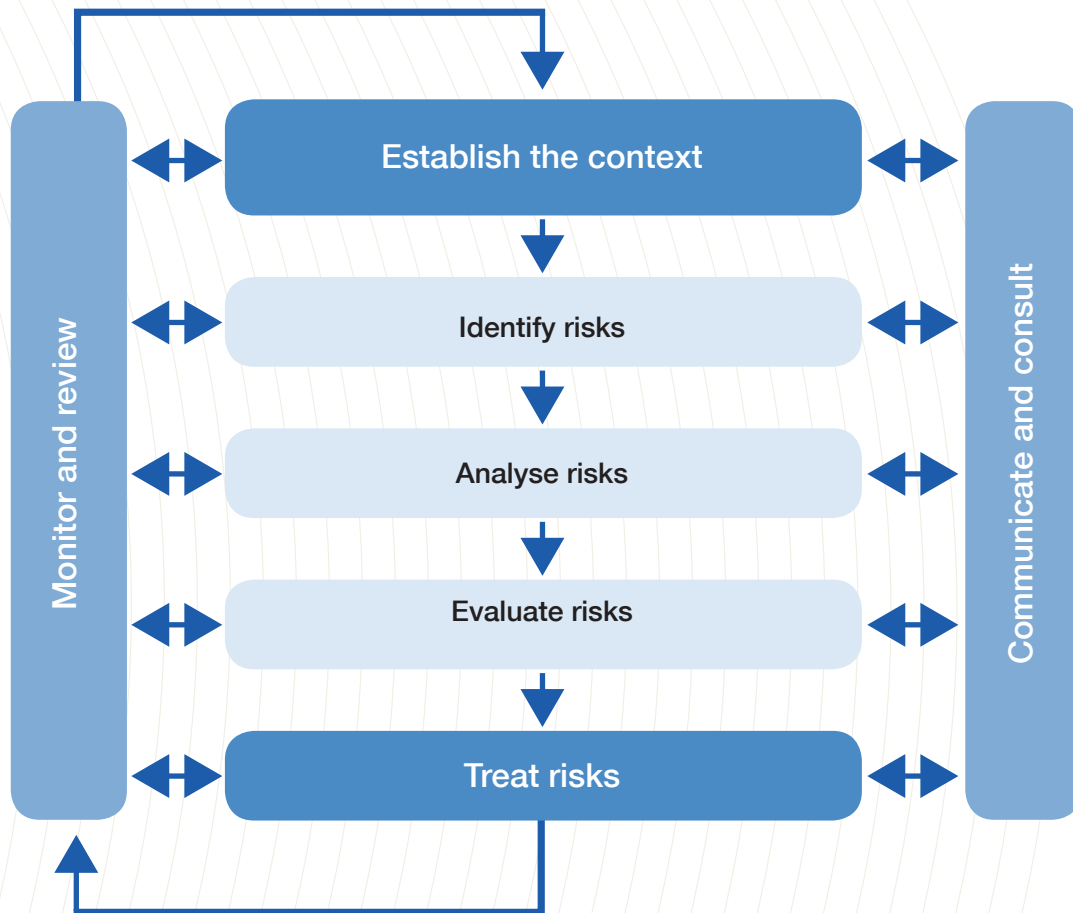 Establish the context
Identify risks
Analyse risks
Evaluate risks
Treat risks
Monitor and review
Communicate and consult